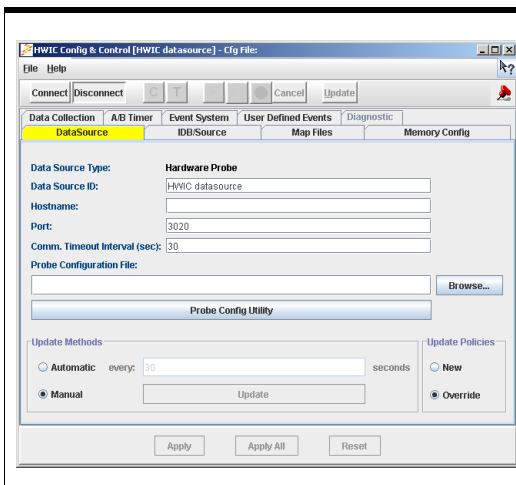 HWIC Config & Control [HWIC datasource] - Cfg File:
File Help
Connect Disconnect C T Cancel Update
Data Collection A/B Timer Event System User Defined Events Diagnostic
DataSource IDB/Source Map Files Memory Config
Data Source Type: Hardware Probe
Data Source ID: HWIC datasource
Hostname:
Port: 3020
Comm. Timeout Interval (sec): 30
Probe Configuration File:
Browse...
Probe Config Utility
Update Methods Update Policies
Automatic every: 30 seconds New
Manual Update Override
Apply Apply All Reset